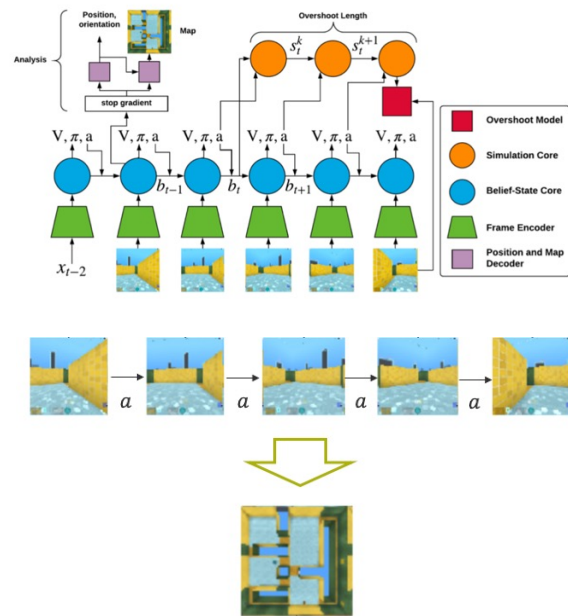 Position,
orientation
Map
Analysis
stop gradient
Overshoot Length
s_t^k
s_t^{k+1}
V, π, a
V, π, a
V, π, a
V, π, a
V, π, a
V, π, a
b_{t-1}
b_t
b_{t+1}
x_{t-2}
Overshoot Model
Simulation Core
Belief-State Core
Frame Encoder
Position and Map
Decoder
a
a
a
a